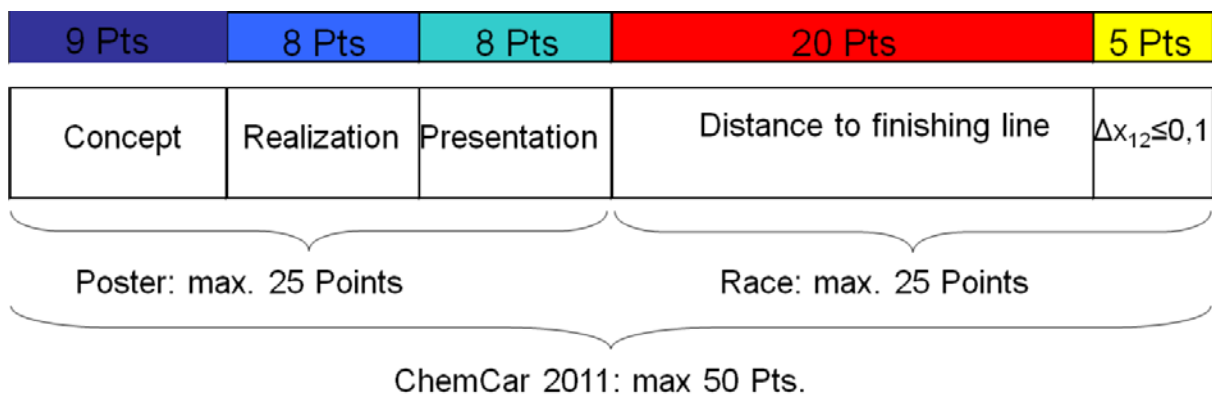 9 Pts 8 Pts 8 Pts 20 Pts 5 Pts
Concept Realization Presentation Distance to finishing line Δx₁₂≤0,1
Poster: max. 25 Points Race: max. 25 Points
ChemCar 2011: max 50 Pts.